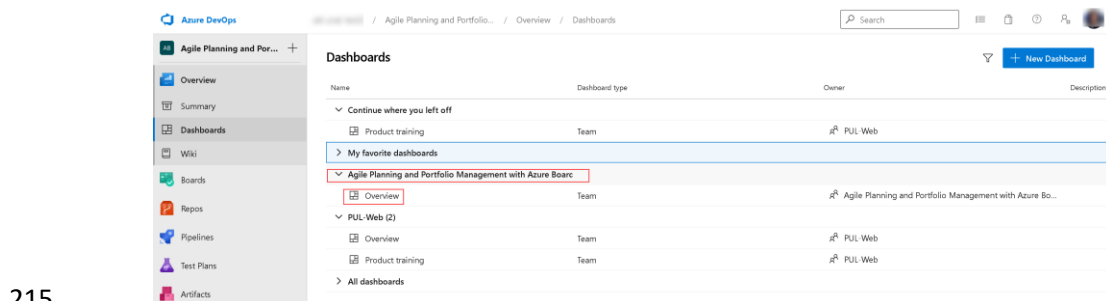 Azure DevOps
/ Agile Planning and Portfolio... / Overview / Dashboards
Search
AB Agile Planning and Por... +
Dashboards
+ New Dashboard
Overview
Name Dashboard type Owner Description
Summary
Continue where you left off
Dashboards
Product training Team PUL-Web
Wiki
My favorite dashboards
Boards
Agile Planning and Portfolio Management with Azure Boarc
Overview Team Agile Planning and Portfolio Management with Azure Bo...
Repos
PUL-Web (2)
Pipelines
Overview Team PUL-Web
Test Plans
Product training Team PUL-Web
Artifacts
All dashboards
215